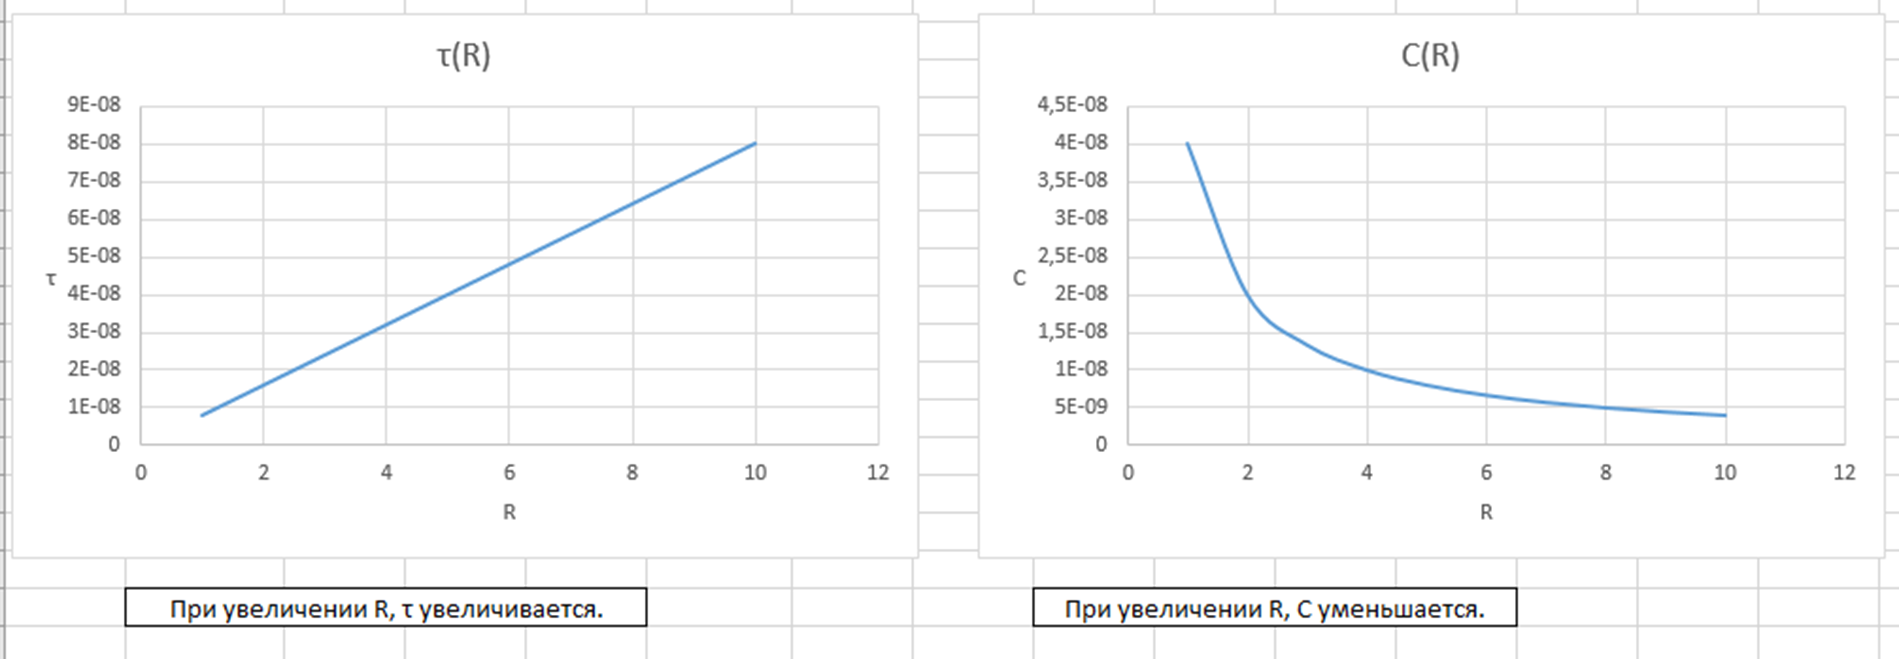 τ(R)
9E-08
8E-08
7E-08
6E-08
5E-08
4E-08
3E-08
2E-08
1E-08
0
τ
0 2 4 6 8 10 12
R
При увеличении R, τ увеличивается.
C(R)
4,5E-08
4E-08
3,5E-08
3E-08
2,5E-08
2E-08
1,5E-08
1E-08
5E-09
0
C
0 2 4 6 8 10 12
R
При увеличении R, C уменьшается.